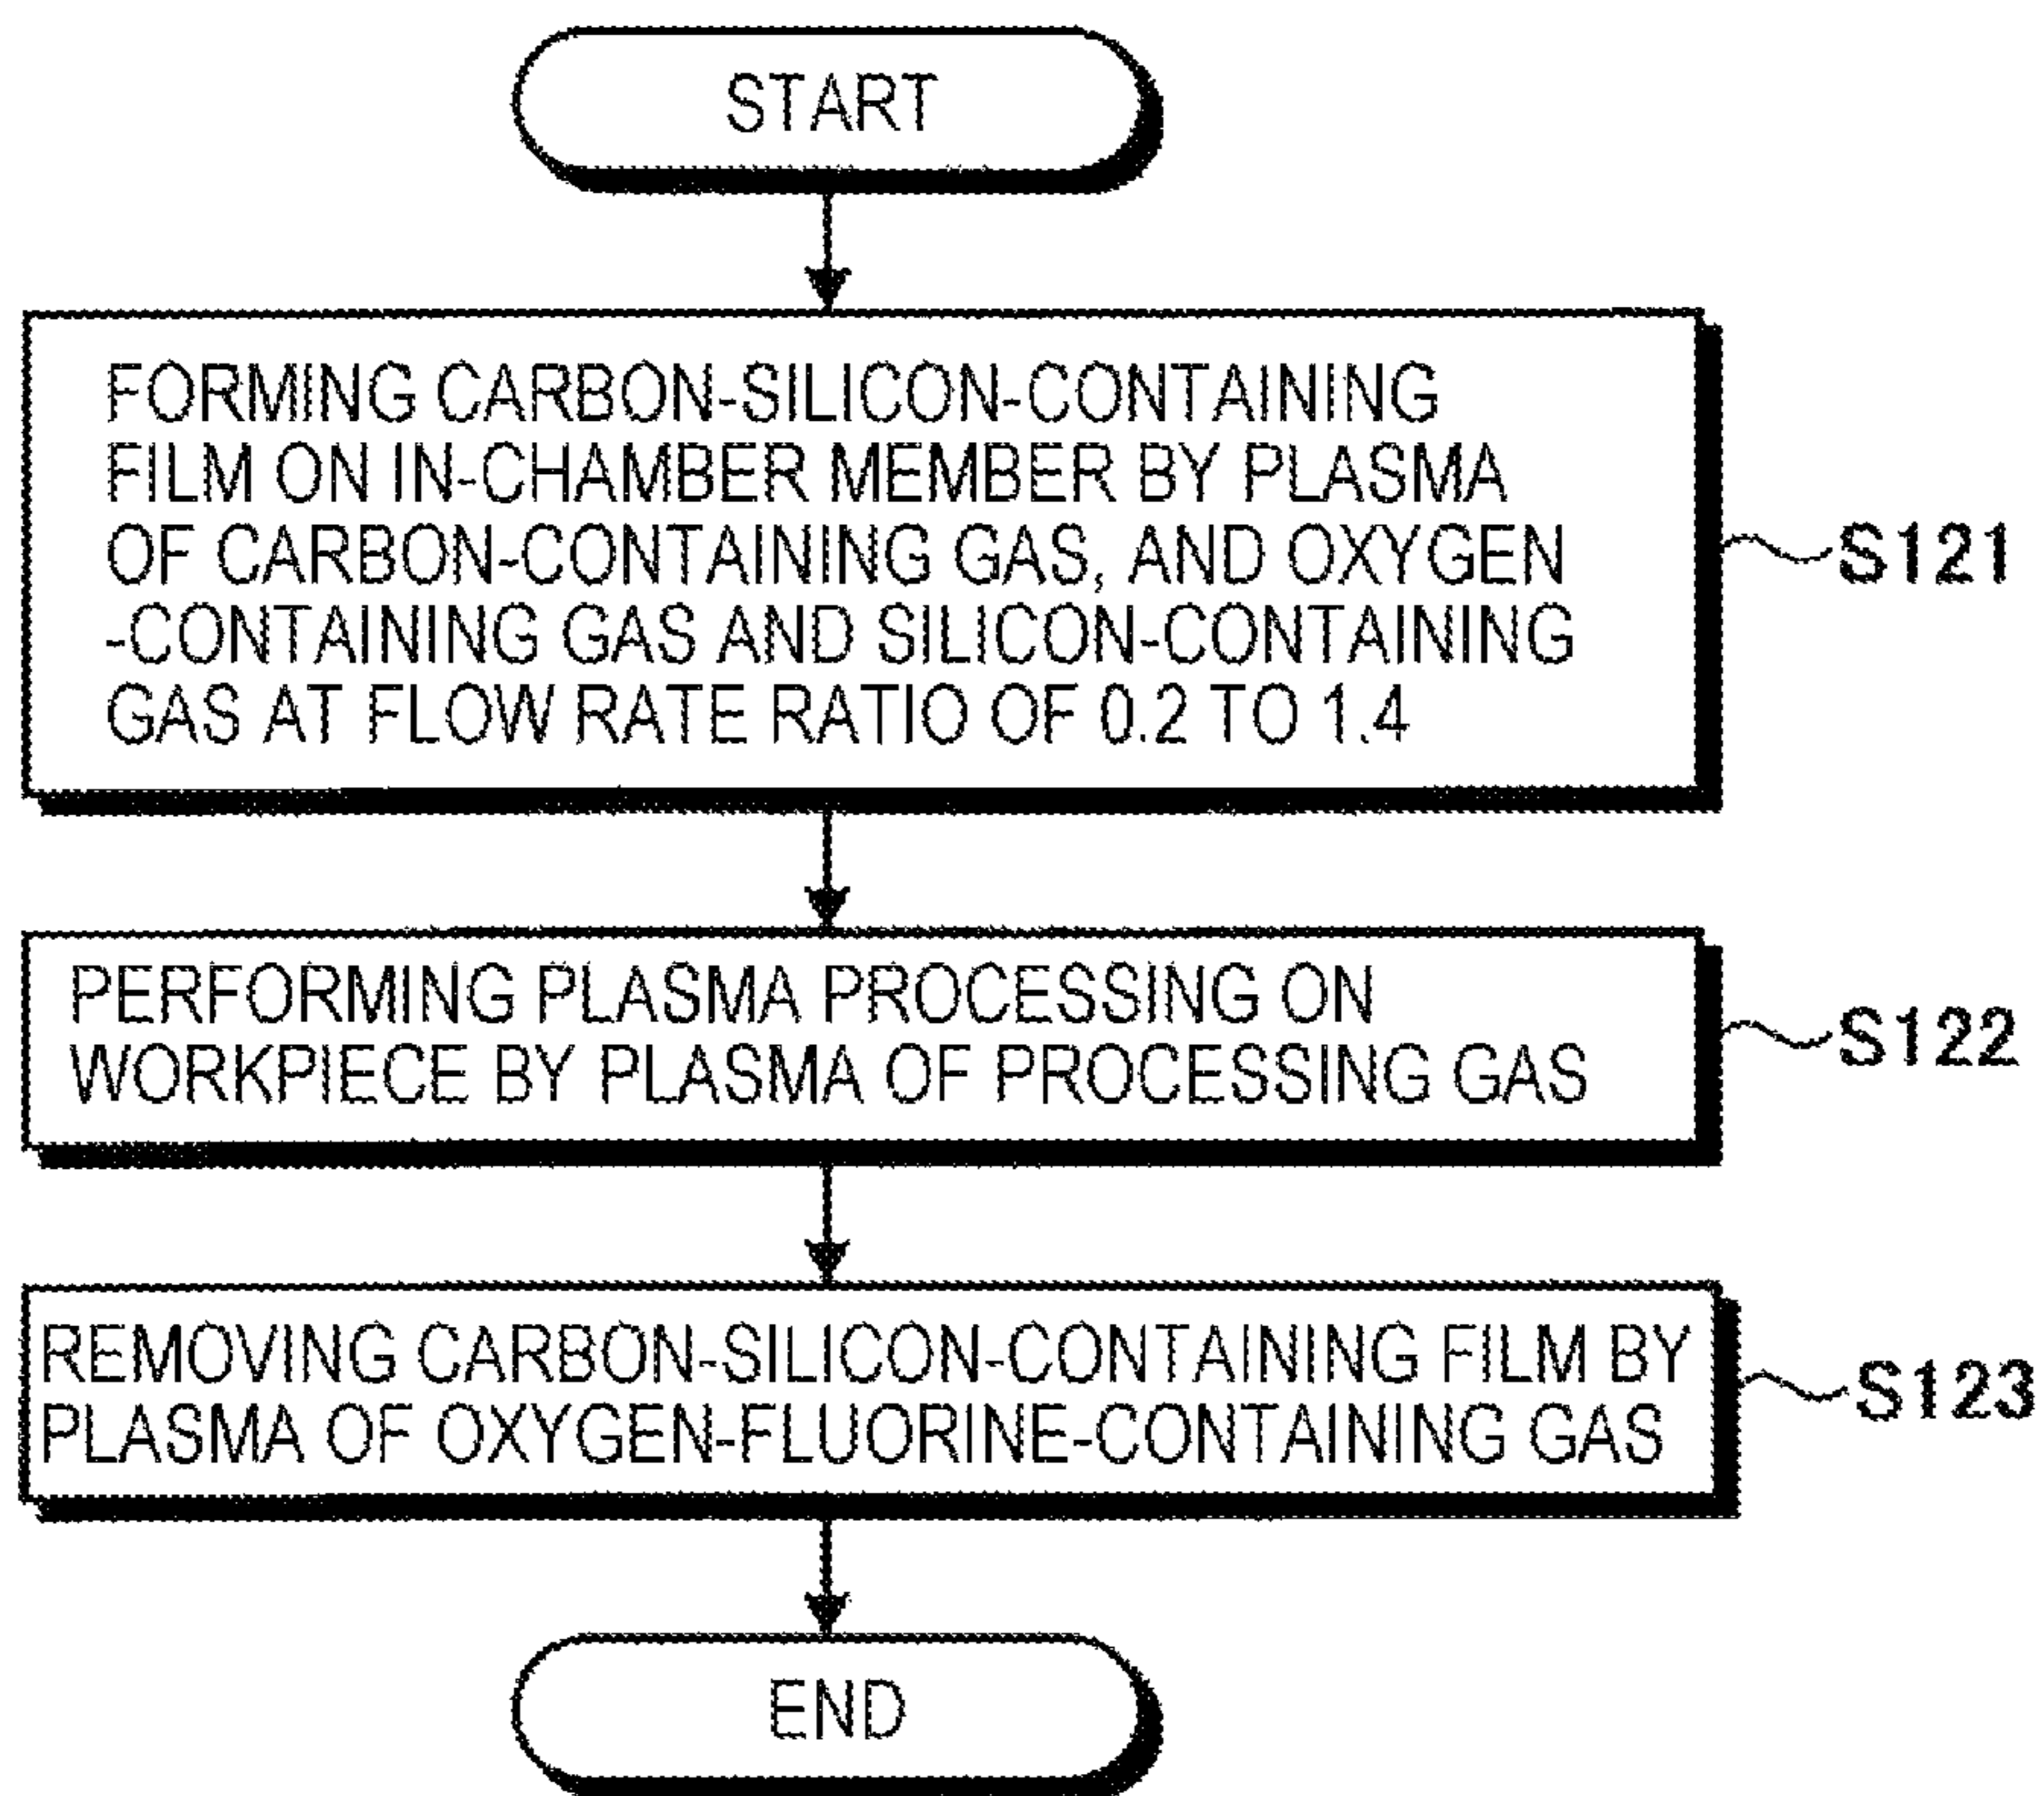 START
FORMING CARBON-SILICON-CONTAINING
FILM ON IN-CHAMBER MEMBER BY PLASMA
OF CARBON-CONTAINING GAS, AND OXYGEN
-CONTAINING GAS AND SILICON-CONTAINING
GAS AT FLOW RATE RATIO OF 0.2 TO 1.4
S121
PERFORMING PLASMA PROCESSING ON
WORKPIECE BY PLASMA OF PROCESSING GAS
S122
REMOVING CARBON-SILICON-CONTAINING FILM BY
PLASMA OF OXYGEN-FLUORINE-CONTAINING GAS
S123
END